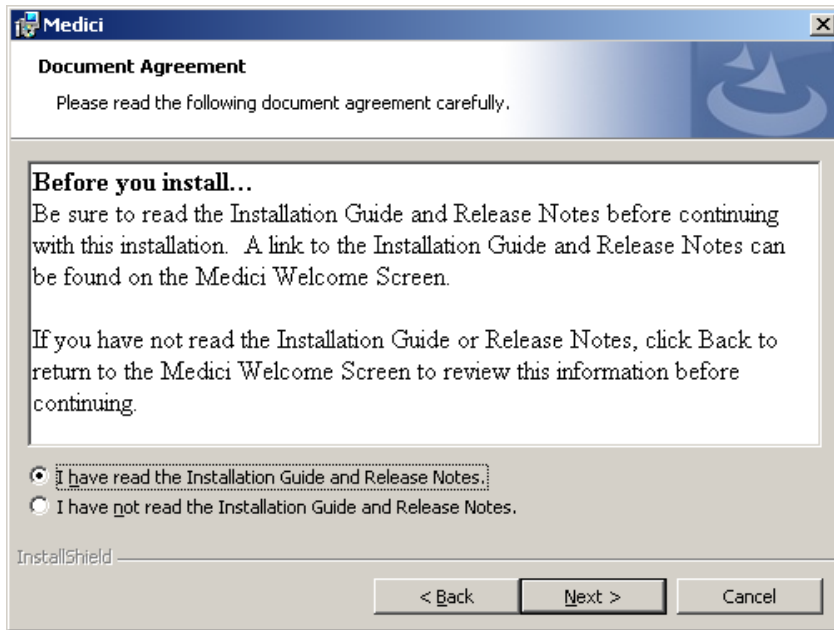 Medici
Document Agreement
Please read the following document agreement carefully.
Before you install...
Be sure to read the Installation Guide and Release Notes before continuing
with this installation.  A link to the Installation Guide and Release Notes can
be found on the Medici Welcome Screen.
If you have not read the Installation Guide or Release Notes, click Back to
return to the Medici Welcome Screen to review this information before
continuing.
I have read the Installation Guide and Release Notes.
I have not read the Installation Guide and Release Notes.
InstallShield
< Back
Next >
Cancel